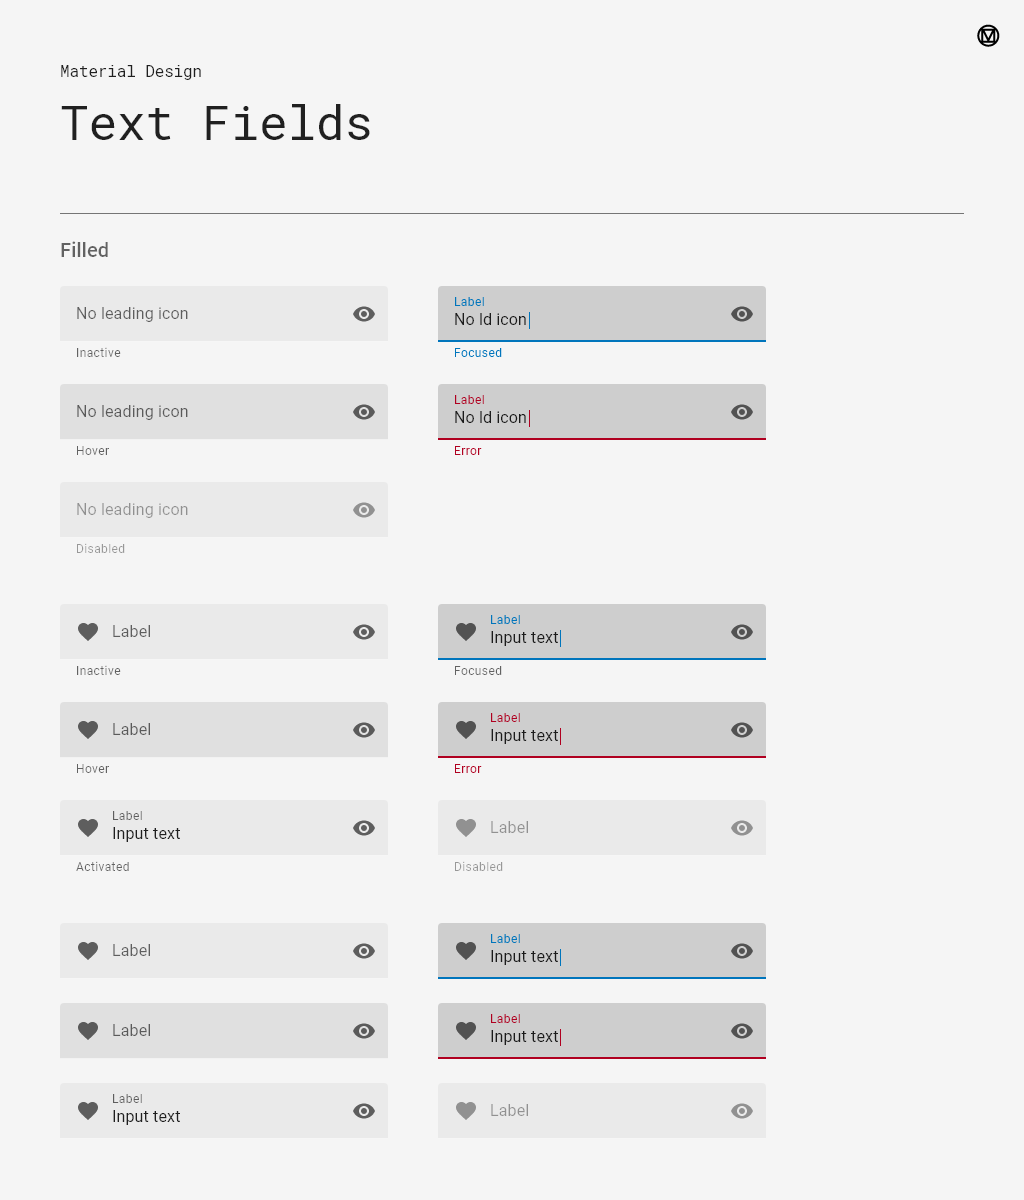 Material Design
Text Fields
Filled
No leading icon
Inactive
Label
No ld icon
Focused
No leading icon
Hover
Label
No ld icon
Error
No leading icon
Disabled
Label
Inactive
Label
Input text
Focused
Label
Hover
Label
Input text
Error
Label
Input text
Activated
Label
Disabled
Label
Label
Input text
Label
Label
Input text
Label
Input text
Label